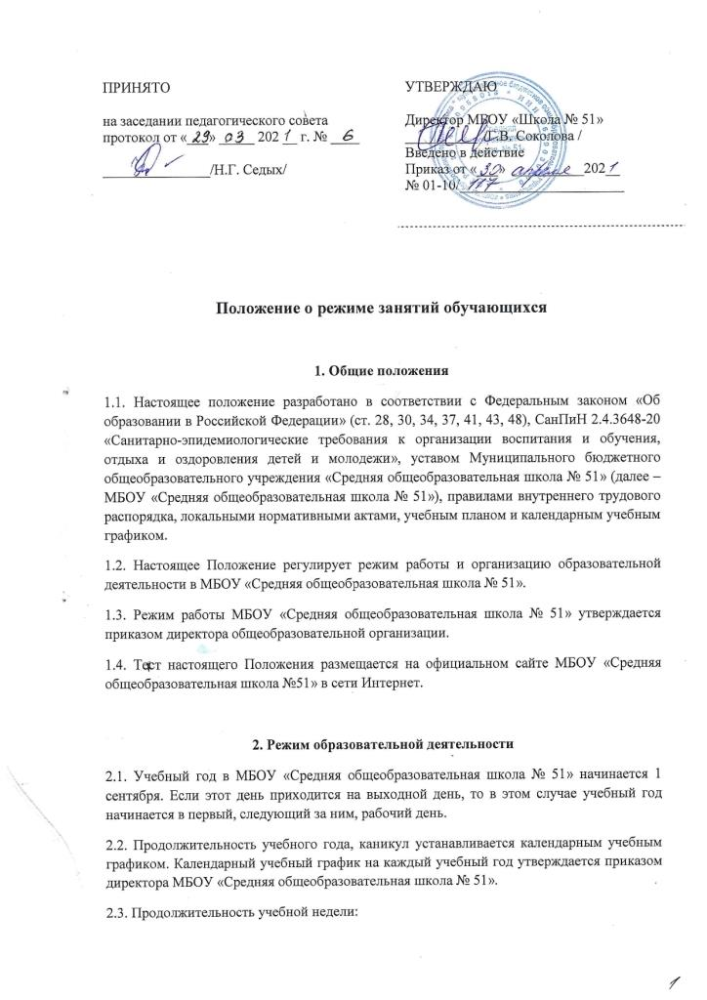 ПРИНЯТО
на заседании педагогического совета
протокол от «29» 03 2021 г. № 6
/Н.Г. Седых/
УТВЕРЖДАЮ
Директор МБОУ «Школа № 51»
.В. Соколова /
Введено в действие
Приказ от «30» апреля 2021
№ 01-10/ 117
Положение о режиме занятий обучающихся
1. Общие положения
1.1. Настоящее положение разработано в соответствии с Федеральным законом «Об
образовании в Российской Федерации» (ст. 28, 30, 34, 37, 41, 43, 48), СанПиН 2.4.3648-20
«Санитарно-эпидемиологические требования к организации воспитания и обучения,
отдыха и оздоровления детей и молодежи», уставом Муниципального бюджетного
общеобразовательного учреждения «Средняя общеобразовательная школа № 51» (далее –
МБОУ «Средняя общеобразовательная школа № 51»), правилами внутреннего трудового
распорядка, локальными нормативными актами, учебным планом и календарным учебным
графиком.
1.2. Настоящее Положение регулирует режим работы и организацию образовательной
деятельности в МБОУ «Средняя общеобразовательная школа № 51».
1.3. Режим работы МБОУ «Средняя общеобразовательная школа № 51» утверждается
приказом директора общеобразовательной организации.
1.4. Тест настоящего Положения размещается на официальном сайте МБОУ «Средняя
общеобразовательная школа №51» в сети Интернет.
2. Режим образовательной деятельности
2.1. Учебный год в МБОУ «Средняя общеобразовательная школа № 51» начинается 1
сентября. Если этот день приходится на выходной день, то в этом случае учебный год
начинается в первый, следующий за ним, рабочий день.
2.2. Продолжительность учебного года, каникул устанавливается календарным учебным
графиком. Календарный учебный график на каждый учебный год утверждается приказом
директора МБОУ «Средняя общеобразовательная школа № 51».
2.3. Продолжительность учебной недели:
1